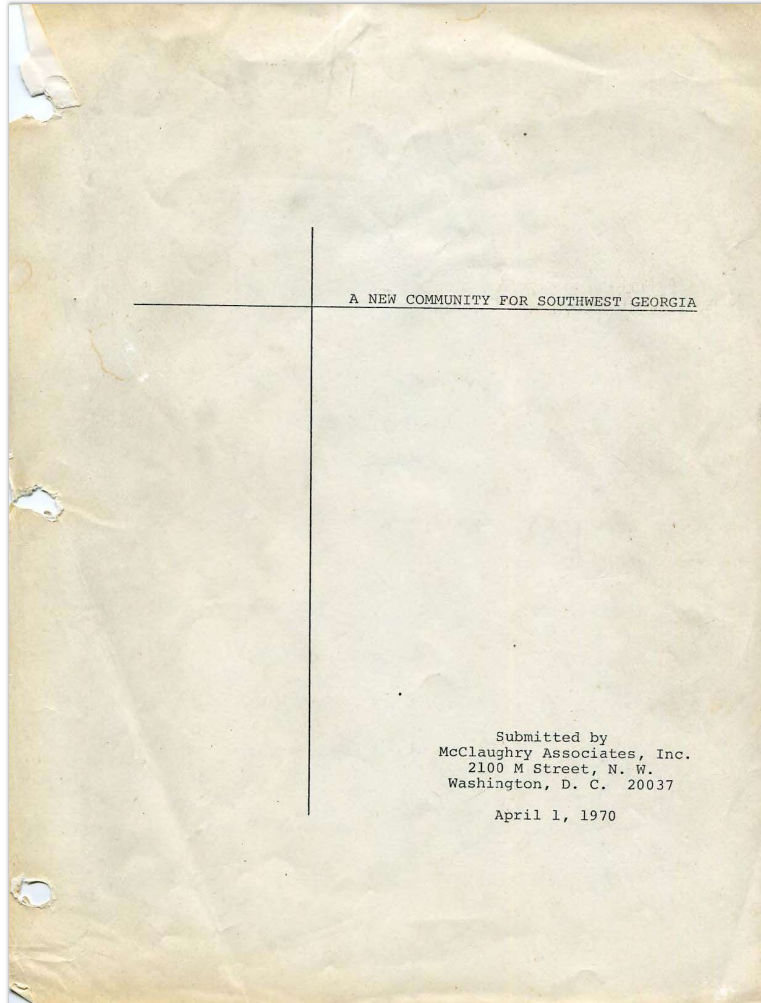 A NEW COMMUNITY FOR SOUTHWEST GEORGIA
Submitted by
McClaughry Associates, Inc.
2100 M Street, N. W.
Washington, D. C. 20037
April 1, 1970